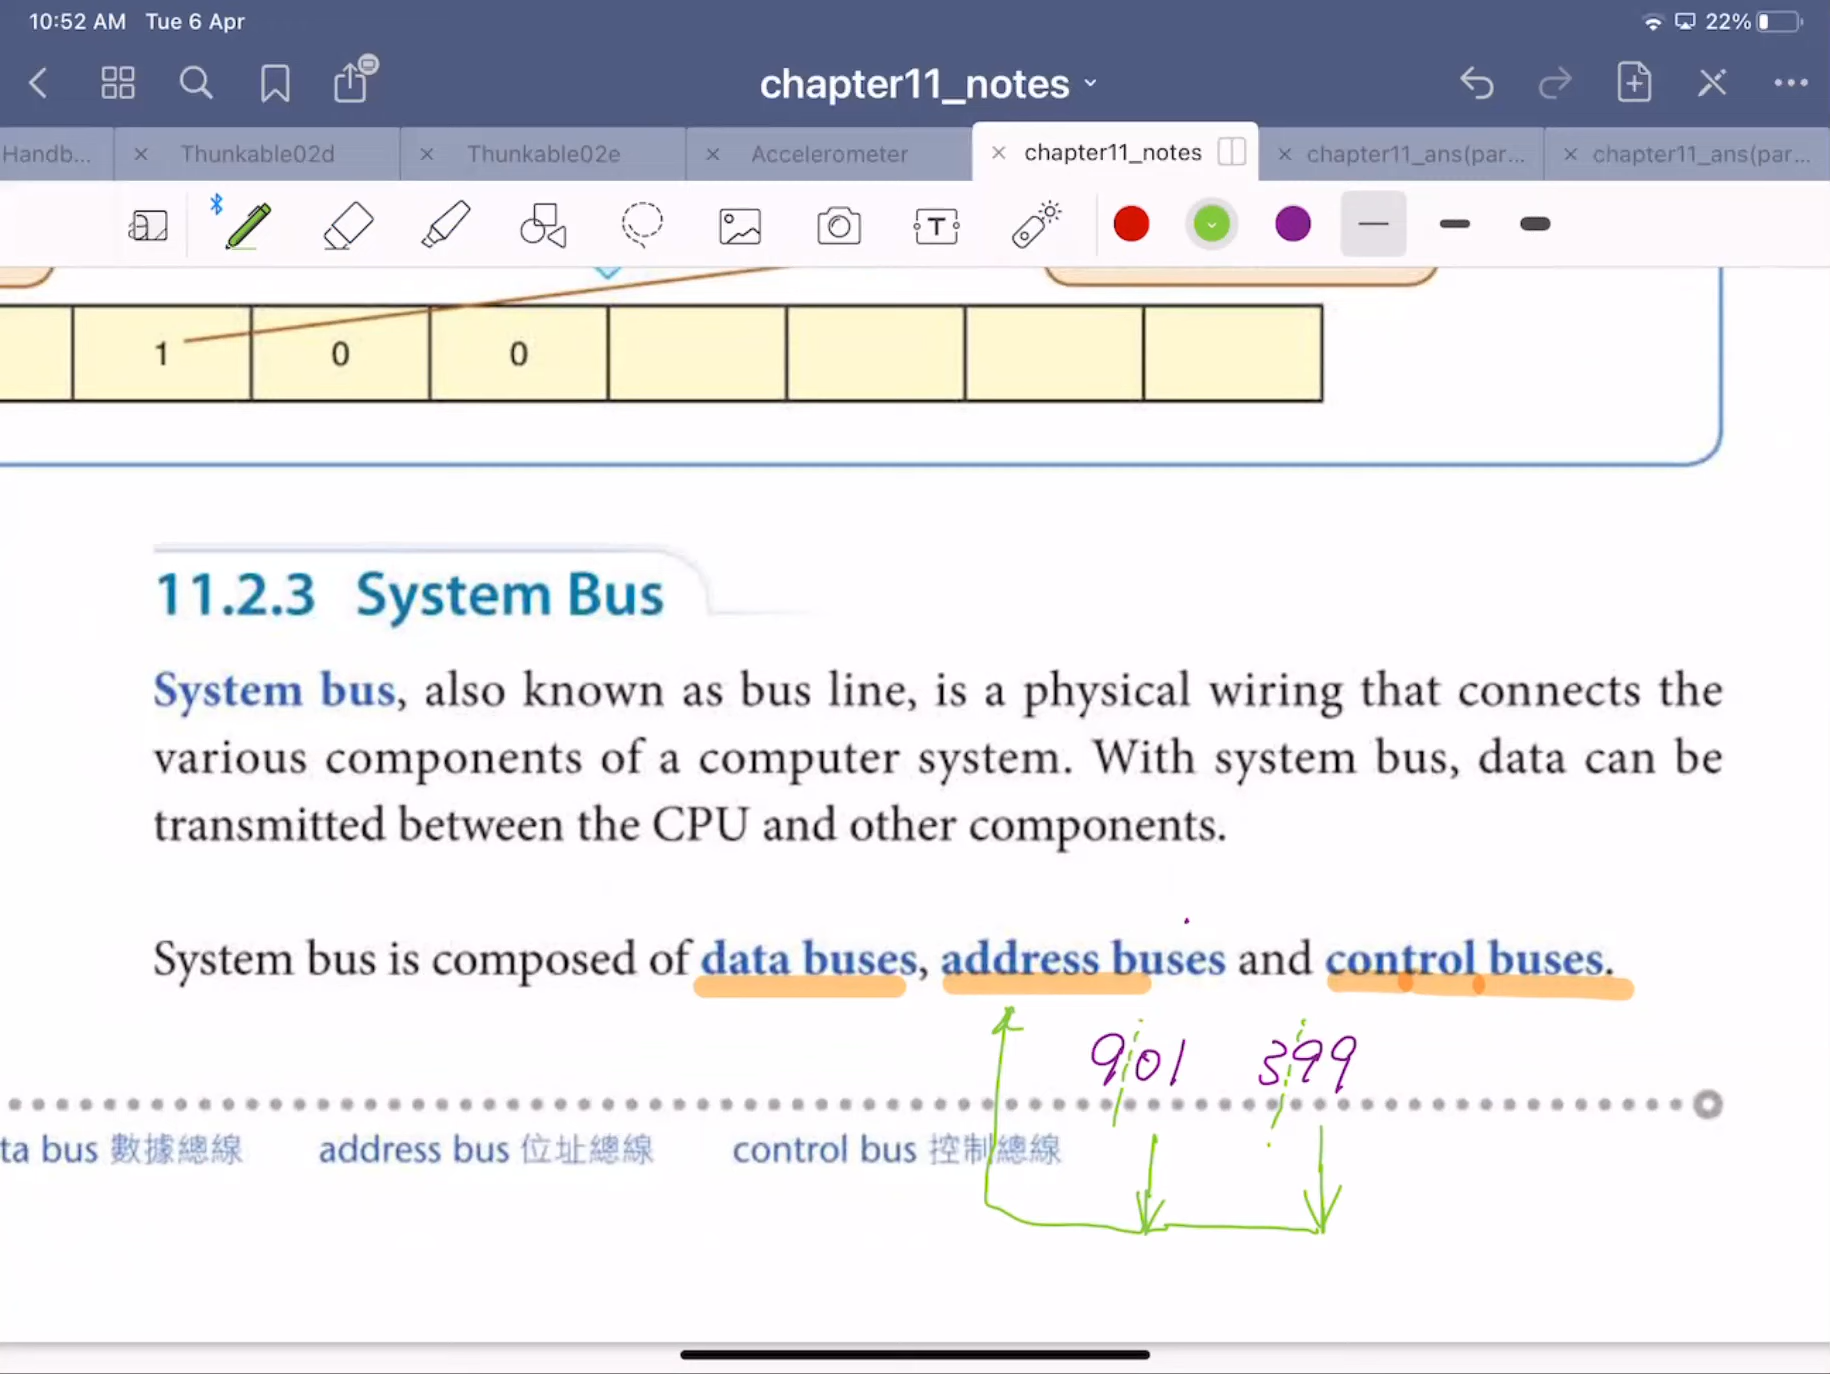 10:52 AM Tue 6 Apr 22%
chapter11_notes
Handb... Thunkable02d Thunkable02e Accelerometer chapter11_notes chapter11_ans(par... chapter11_ans(par...
T
1 0 0
11.2.3 System Bus
System bus, also known as bus line, is a physical wiring that connects the
various components of a computer system. With system bus, data can be
transmitted between the CPU and other components.
System bus is composed of data buses, address buses and control buses.
901 399
ta bus 數據總線 address bus 位址總線 control bus 控制總線